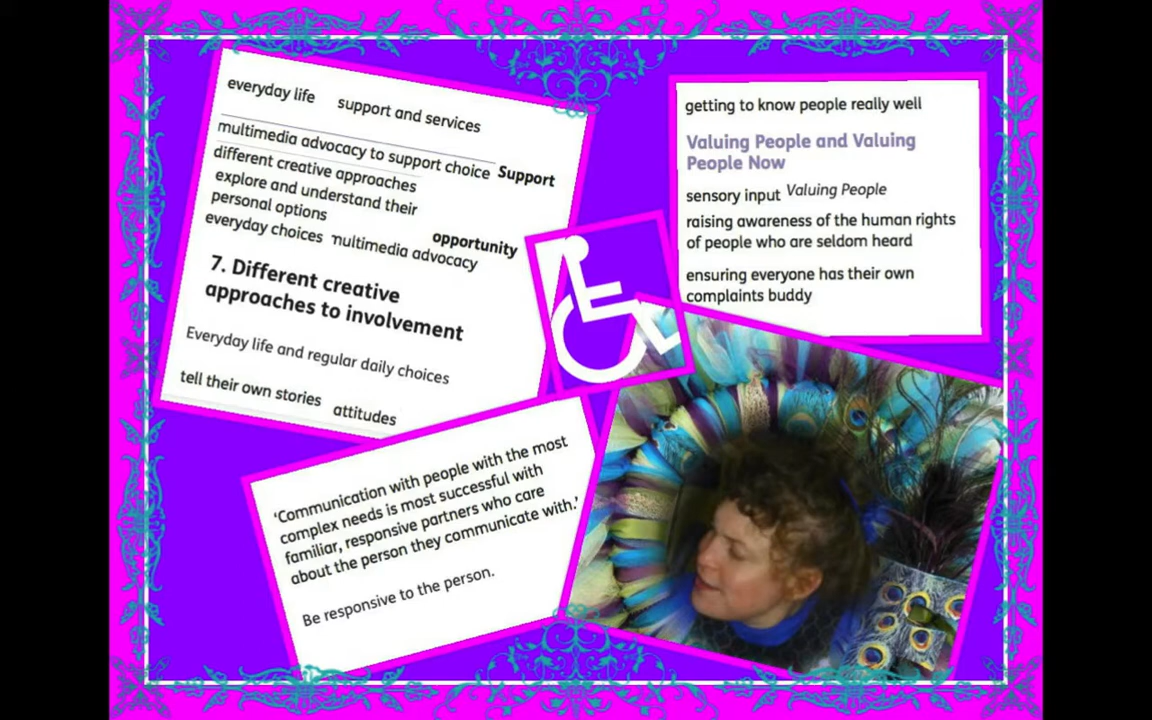 everyday life
support and services
multimedia advocacy to support choice
Support
different creative approaches
explore and understand their
personal options
everyday choices
multimedia advocacy
opportunity
7. Different creative
approaches to involvement
Everyday life and regular daily choices
tell their own stories
attitudes
getting to know people really well
Valuing People and Valuing
People Now
sensory input
Valuing People
raising awareness of the human rights
of people who are seldom heard
ensuring everyone has their own
complaints buddy
‘Communication with people with the most
complex needs is most successful with
familiar, responsive partners who care
about the person they communicate with.’
Be responsive to the person.